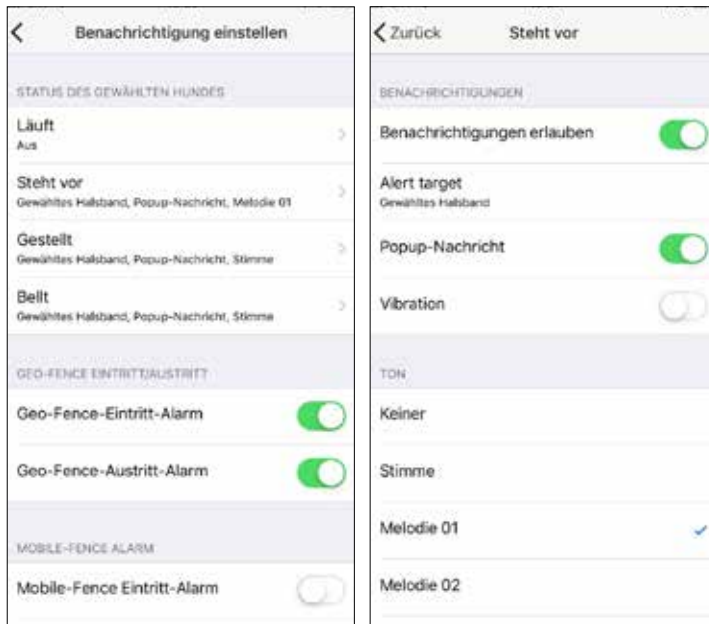 Benachrichtigung einstellen
STATUS DES GEWÄHLTEN HUNDES
Läuft
Aus
Steht vor
Gewähltes Halsband, Popup-Nachricht, Melodie 01
Gestellt
Gewähltes Halsband, Popup-Nachricht, Stimme
Bellt
Gewähltes Halsband, Popup-Nachricht, Stimme
GEO-FENCE EINTRITT/AUSTRITT
Geo-Fence-Eintritt-Alarm
Geo-Fence-Austritt-Alarm
MOBILE-FENCE ALARM
Mobile-Fence Eintritt-Alarm
Zurück
Steht vor
BENACHRICHTIGUNGEN
Benachrichtigungen erlauben
Alert target
Gewähltes Halsband
Popup-Nachricht
Vibration
TON
Keiner
Stimme
Melodie 01
Melodie 02